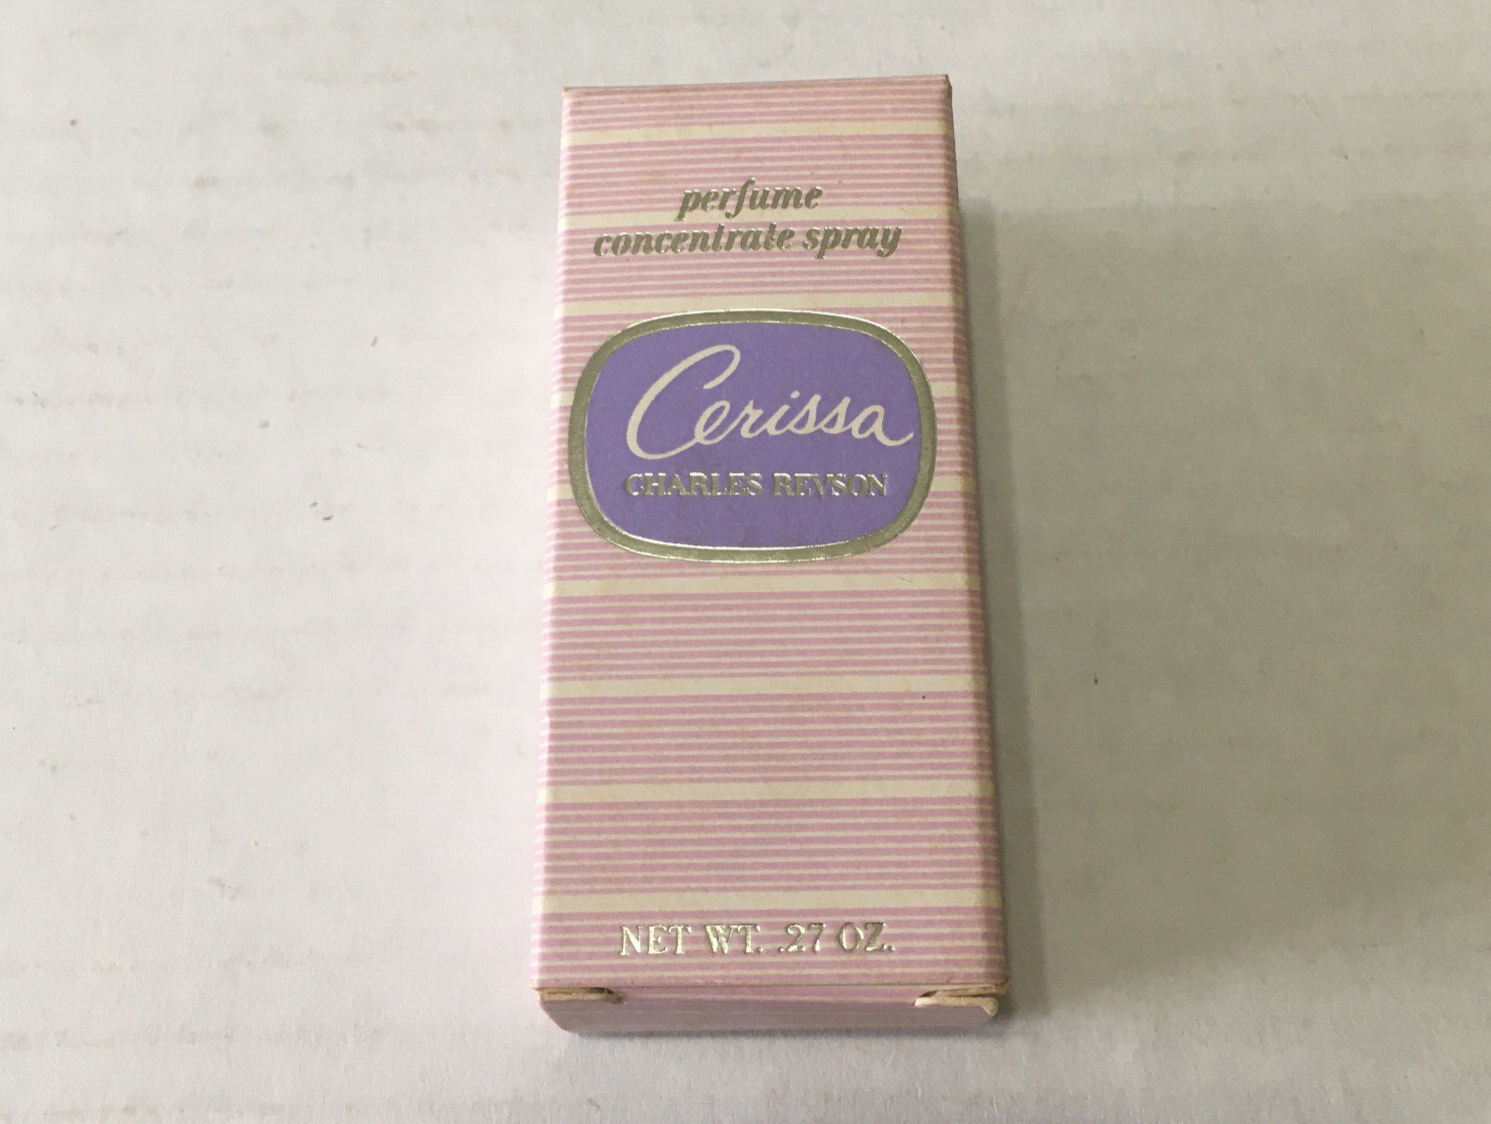 perfume
concentrate spray
Cerissa
CHARLES REVSON
NET WT. .27 OZ.